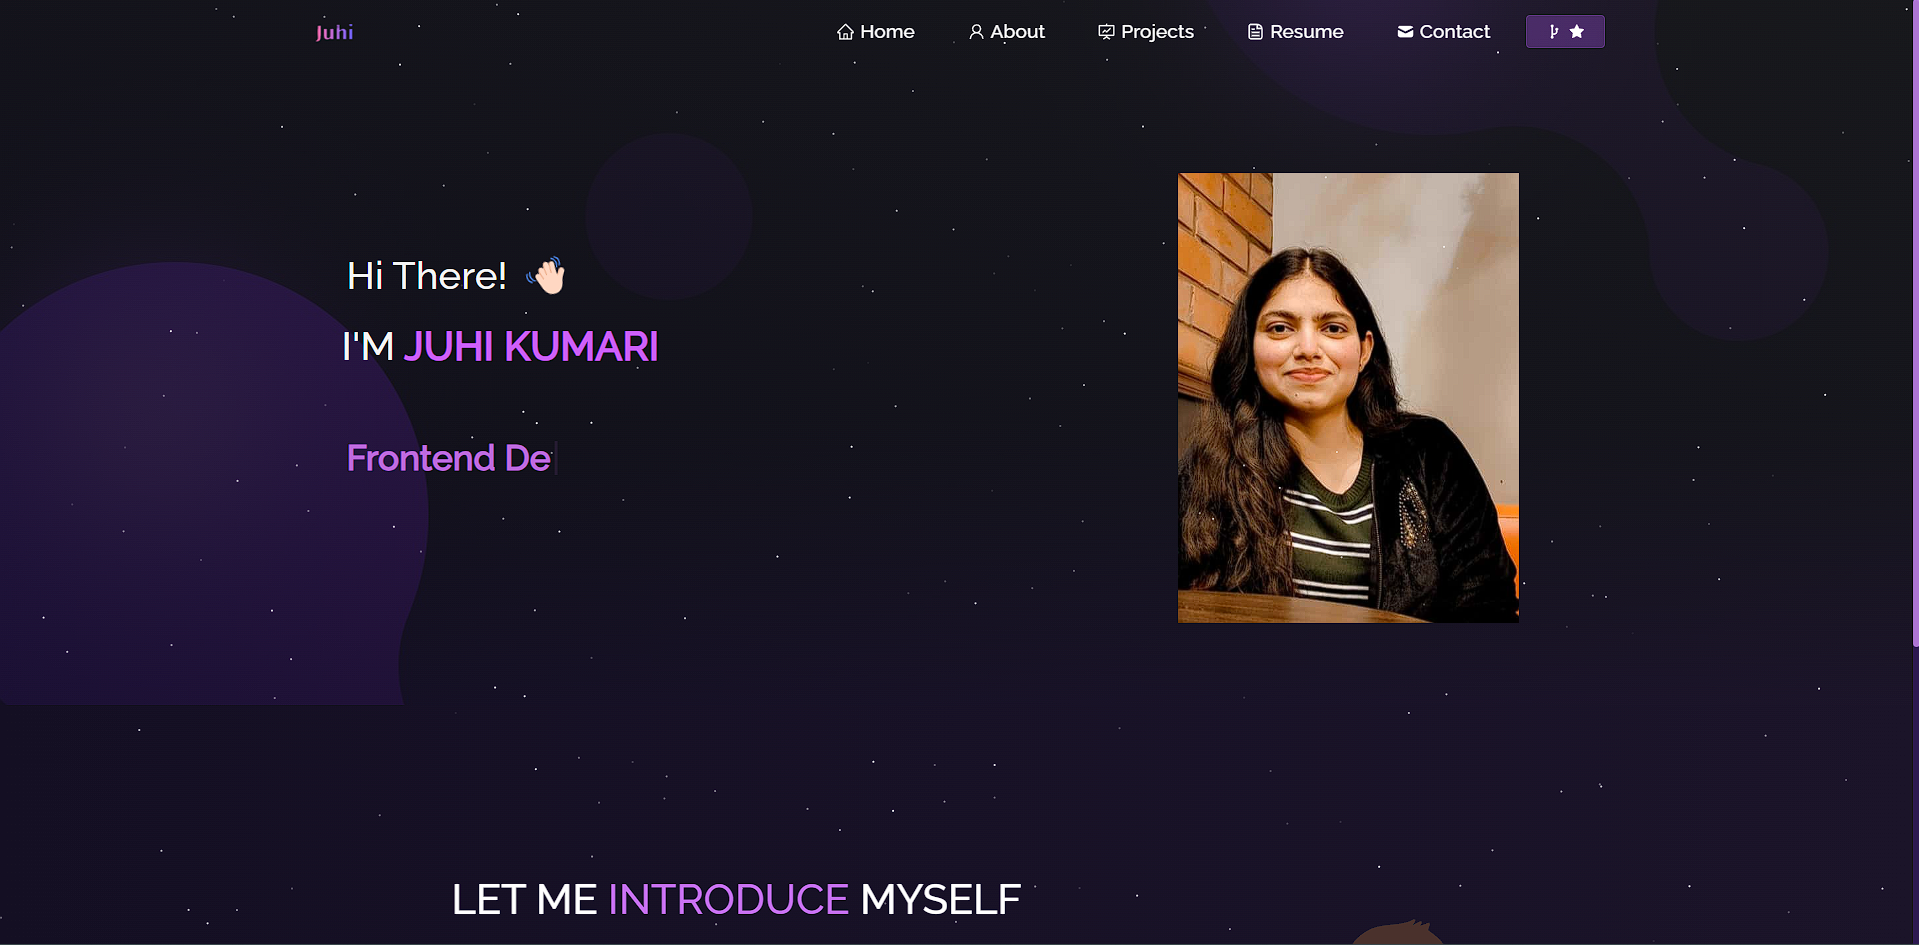 Juhi
Home About Projects Resume Contact
Hi There!
I'M JUHI KUMARI
Frontend De
LET ME INTRODUCE MYSELF